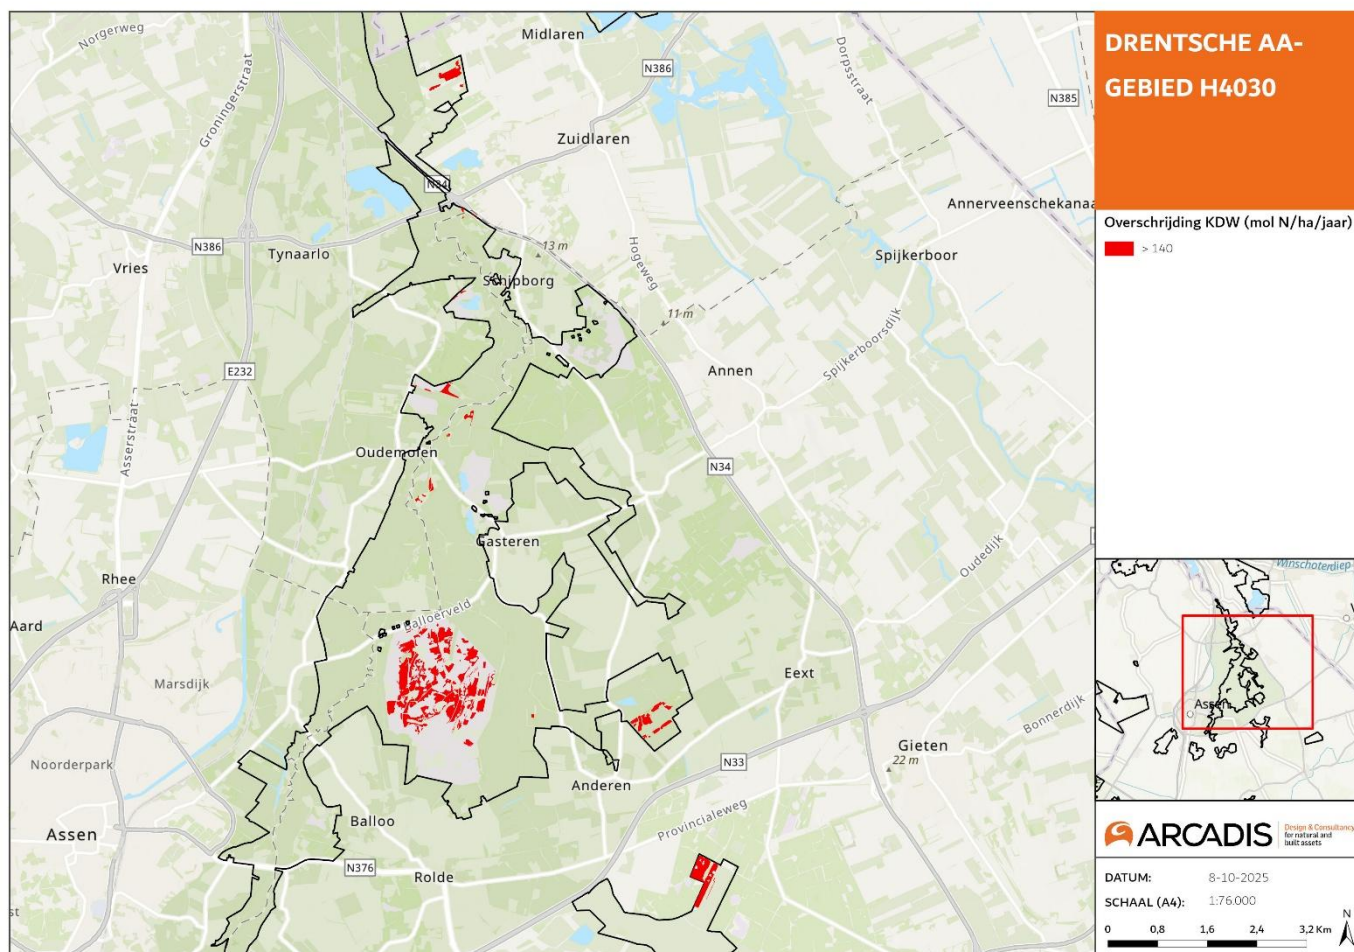 Norgerweg
Groningerstraat
Midlaren
N386
Dorpsstraat
N385
Zuidlaren
N34
Annerveenschekanaa
N386
Tynaarlo
Vries
13 m
Hogeweg
Spijkerboor
Schipborg
11 m
Spijkerboorsdijk
E232
Annen
Asserstraat
Oudemolen
N34
Gasteren
Oudedijk
Rhee
Balloërveld
Aard
Marsdijk
Eext
Bonnerdijk
Gieten
22 m
Noorderpark
N33
Anderen
Provincialeweg
Assen
Balloo
N376
Rolde
st
DRENTSCHE AA-
GEBIED H4030
Overschrijding KDW (mol N/ha/jaar)
> 140
Winschoterdiep
Assen
ARCADIS
Design & Consultancy
for natural and
built assets
DATUM: 8-10-2025
SCHAAL (A4): 1:76.000
N
0 0,8 1,6 2,4 3,2 Km